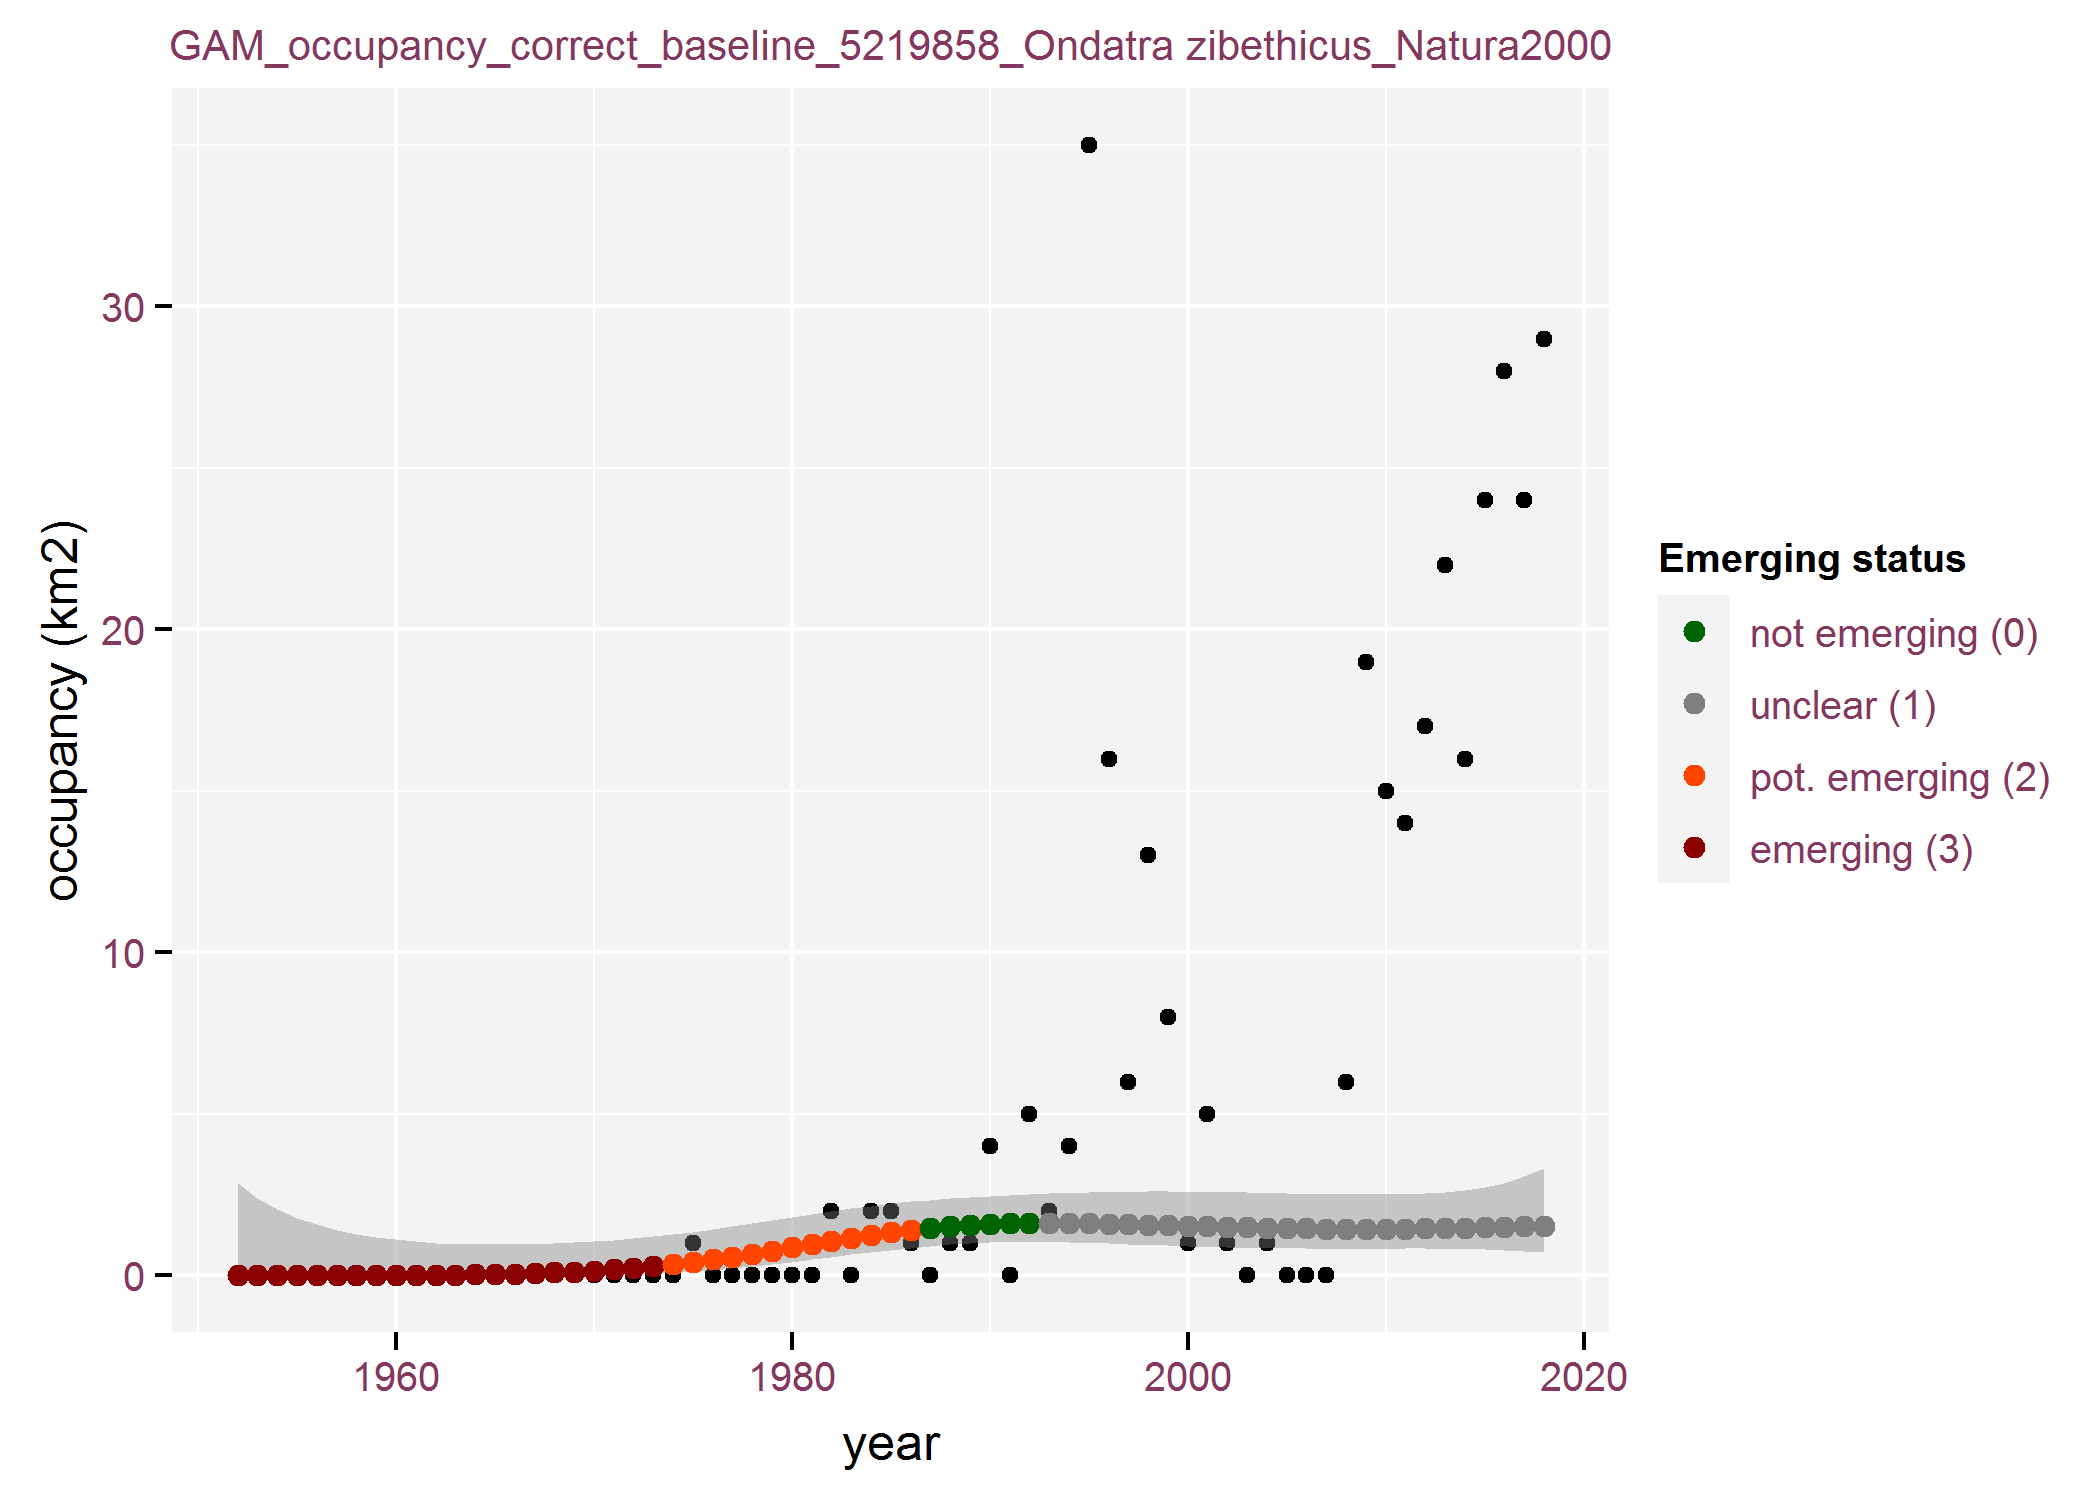 GAM_occupancy_correct_baseline_5219858_Ondatra zibethicus_Natura2000
occupancy (km2)
30
20
10
0
1960 1980 2000 2020
year
Emerging status
not emerging (0)
unclear (1)
pot. emerging (2)
emerging (3)